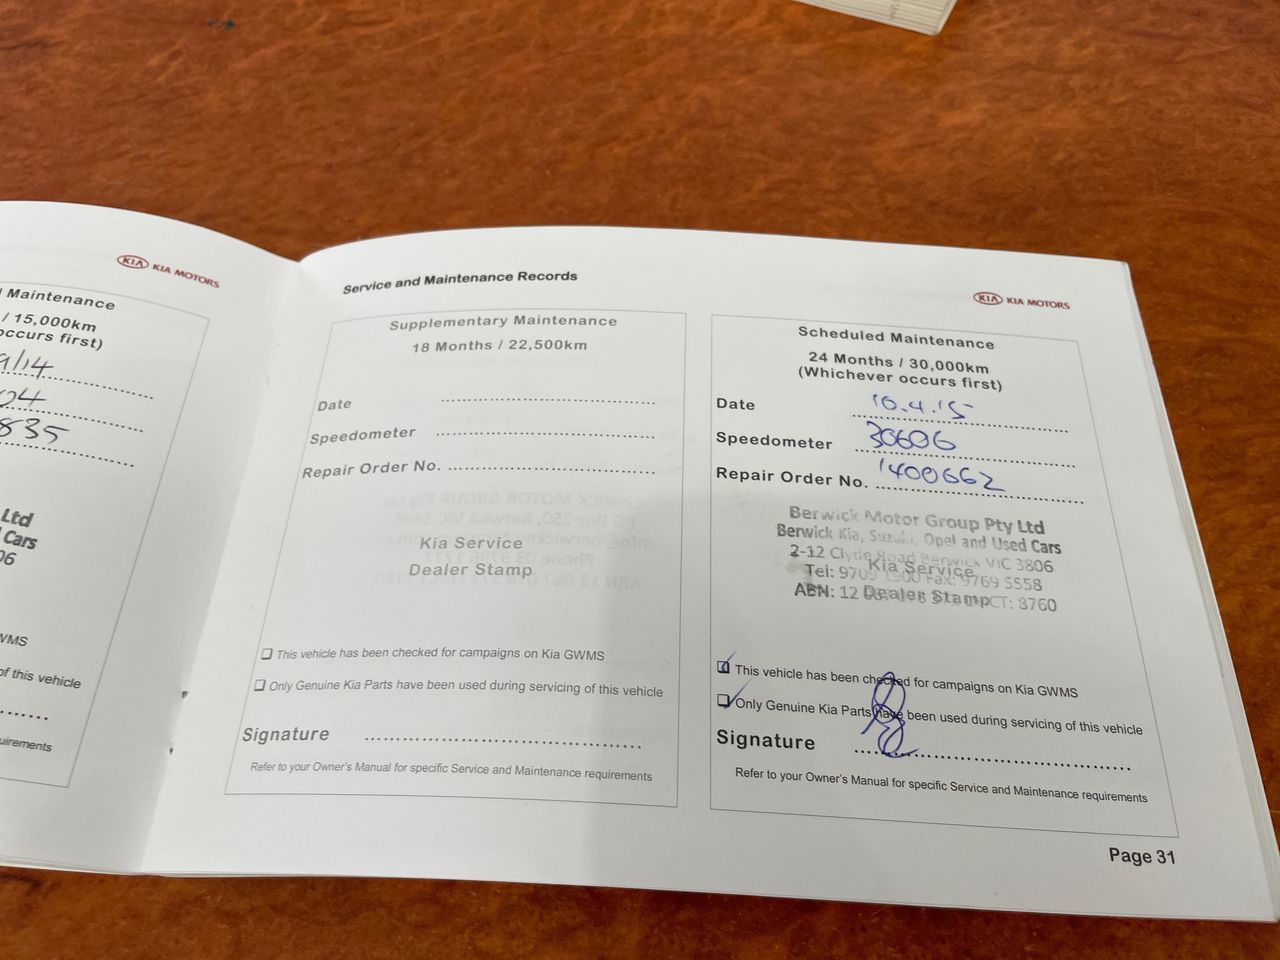 KIA KIA MOTORS
Maintenance
/ 15,000km
occurs first)
9/14
04
835
Ltd
Cars
06
GWMS
of this vehicle
Service and Maintenance Records
Supplementary Maintenance
18 Months / 22,500km
Date
Speedometer
Repair Order No.
Kia Service
Dealer Stamp
This vehicle has been checked for campaigns on Kia GWMS
Only Genuine Kia Parts have been used during servicing of this vehicle
Signature
Refer to your Owner's Manual for specific Service and Maintenance requirements
KIA KIA MOTORS
Scheduled Maintenance
24 Months / 30,000km
(Whichever occurs first)
Date 10.4.15
Speedometer 30606
Repair Order No. 1400662
Berwick Motor Group Pty Ltd
Berwick Kia, Suzuki, Opel and Used Cars
2-12 Clyde Road Berwick VIC 3806
Kia Service
Tel: 9709 Fax: 9769 5558
Dealer Stamp
ABN: 12 8760
This vehicle has been checked for campaigns on Kia GWMS
Only Genuine Kia Parts have been used during servicing of this vehicle
Signature
Refer to your Owner's Manual for specific Service and Maintenance requirements
Page 31